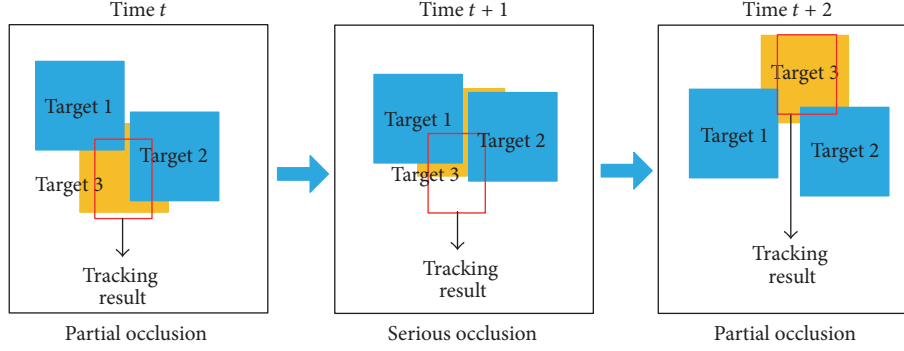 Time t
Target 1
Target 2
Target 3
Tracking
result
Partial occlusion
Time t + 1
Target 1
Target 2
Target 3
Tracking
result
Serious occlusion
Time t + 2
Target 3
Target 1
Target 2
Tracking
result
Partial occlusion